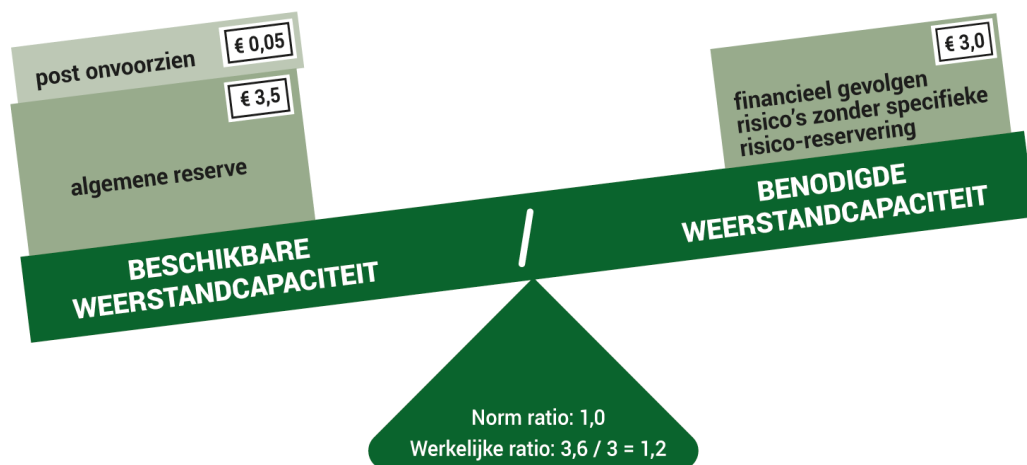 post onvoorzien
€ 0,05
algemene reserve
€ 3,5
BESCHIKBARE
WEERSTANDCAPACITEIT
/
€ 3,0
financieel gevolgen
risico's zonder specifieke
risico-reservering
BENODIGDE
WEERSTANDCAPACITEIT
Norm ratio: 1,0
Werkelijke ratio: 3,6 / 3 = 1,2